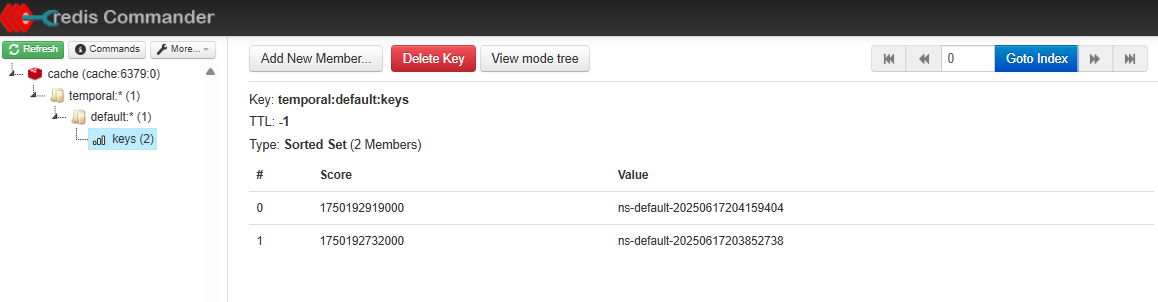 redis Commander
Refresh Commands More...
cache (cache:6379:0)
temporal:* (1)
default:* (1)
keys (2)
Add New Member... Delete Key View mode tree 0 Goto Index
Key: temporal:default:keys
TTL: -1
Type: Sorted Set (2 Members)
# Score Value
0 1750192919000 ns-default-20250617204159404
1 1750192732000 ns-default-20250617203852738